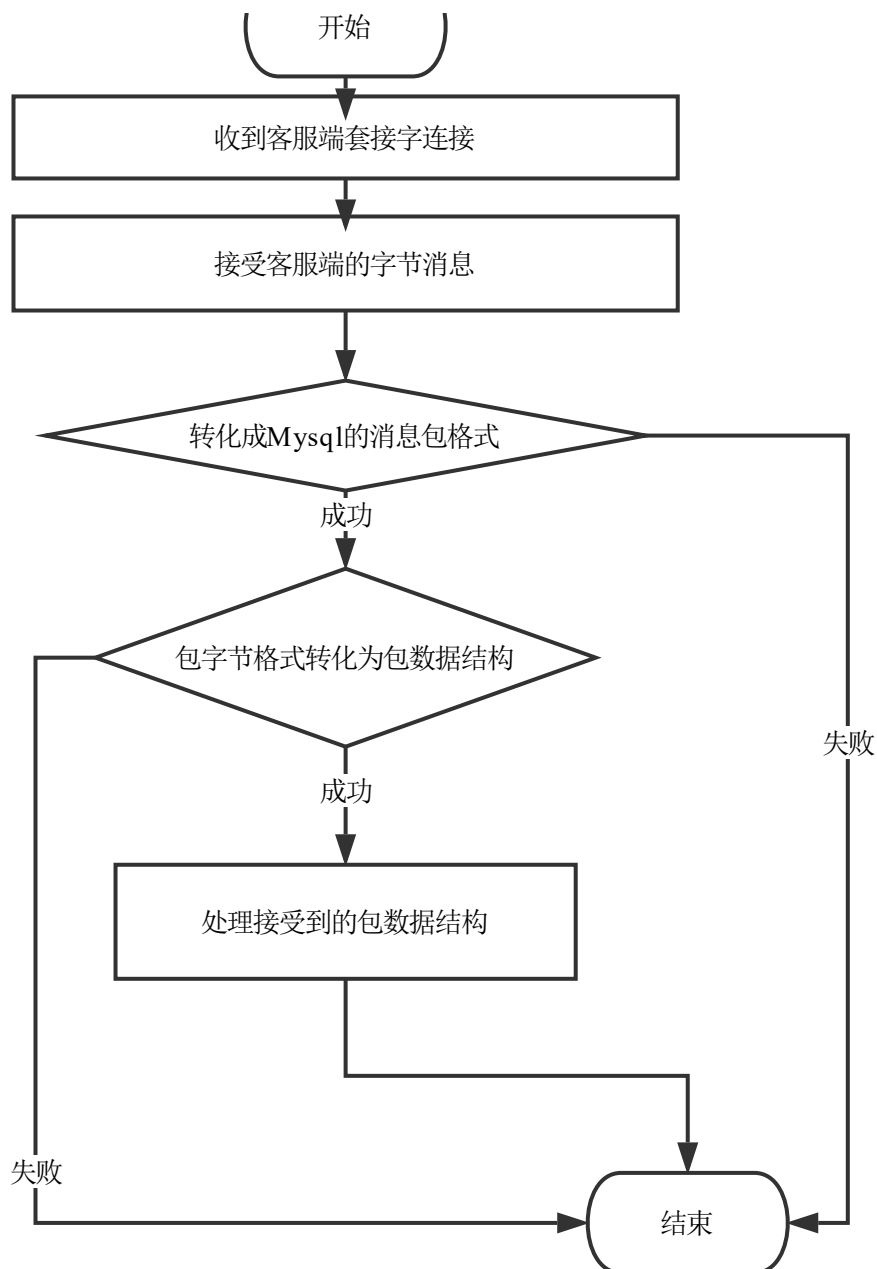 开始
收到客服端套接字连接
接受客服端的字节消息
转化成Mysql的消息包格式
成功
包字节格式转化为包数据结构
失败
成功
处理接受到的包数据结构
失败
结束